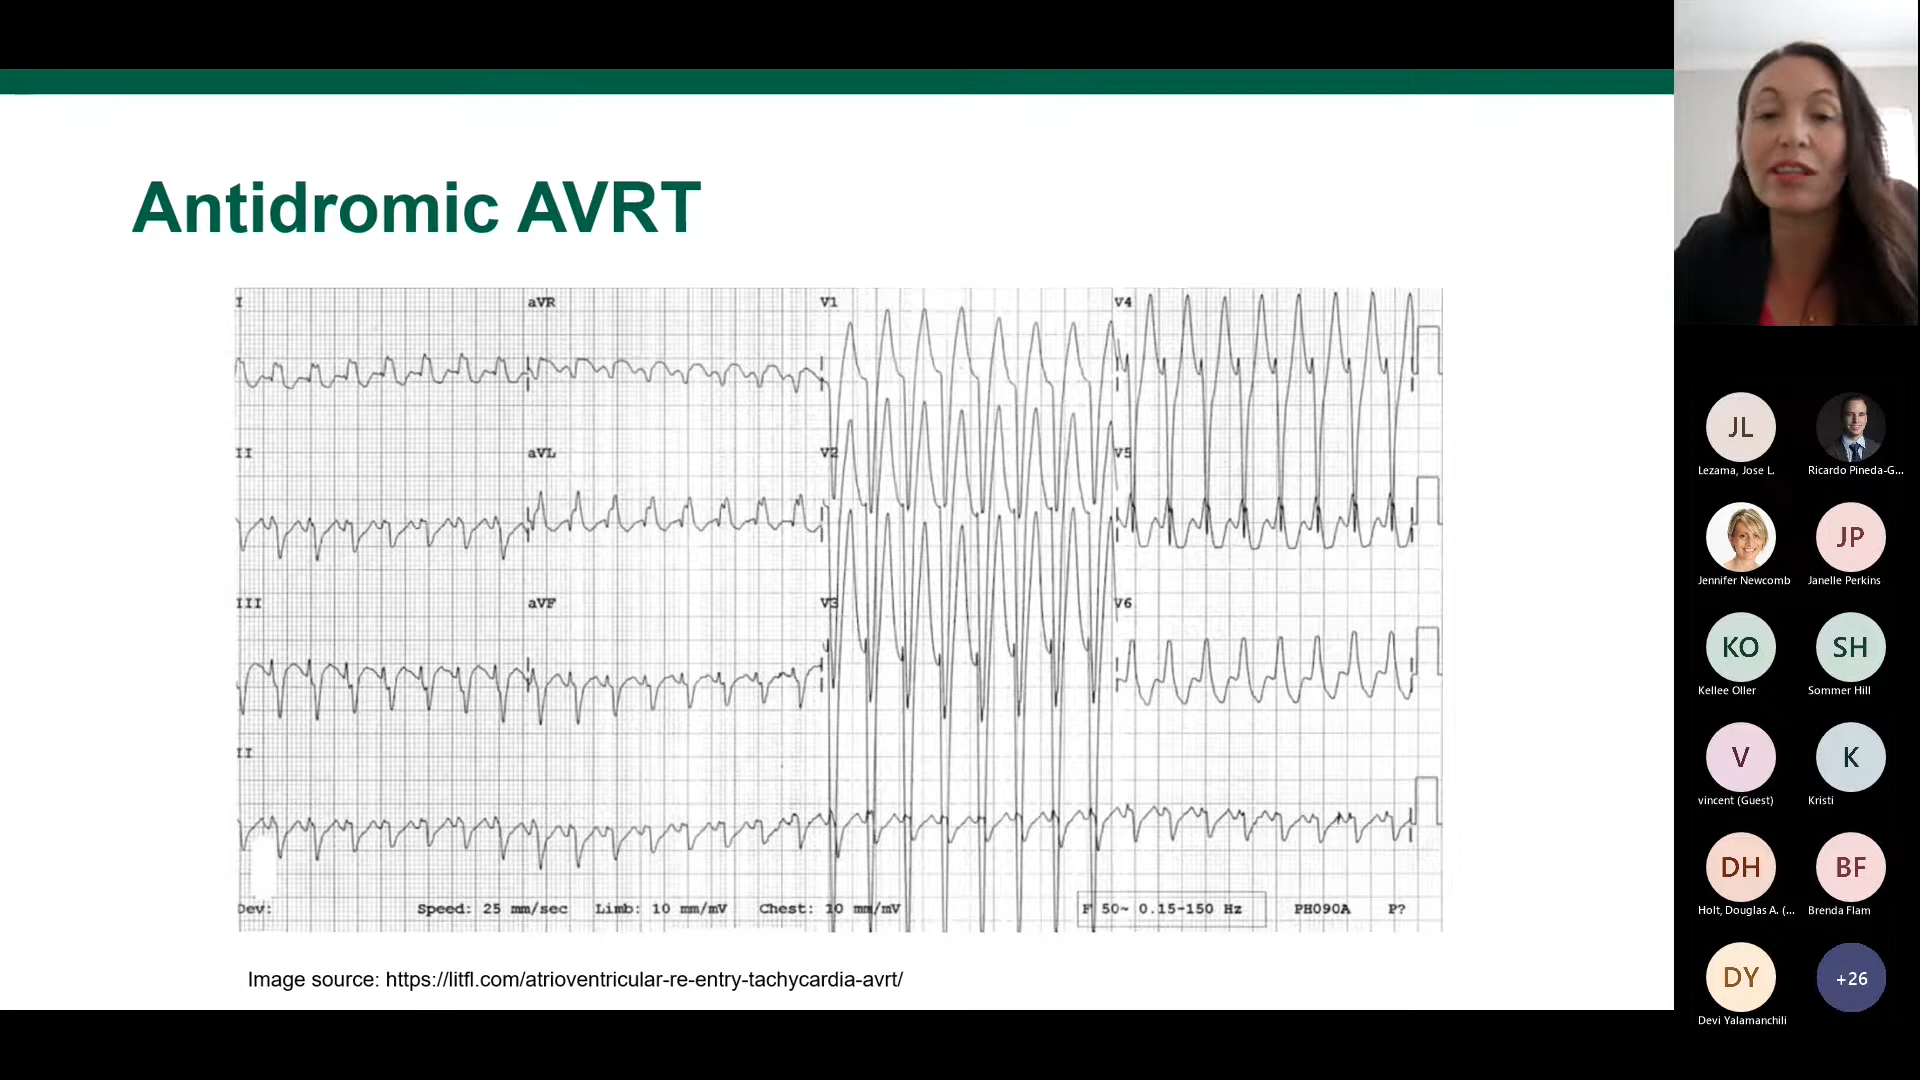 Antidromic AVRT
I aVR V1 V4
II aVL V2 V5
III aVF V3 V6
II
Dev: Speed: 25 mm/sec Limb: 10 mm/mV Chest: 10 mm/mV F 50~ 0.15-150 Hz PH090A P?
Image source: https://litfl.com/atrioventricular-re-entry-tachycardia-avrt/
JL
Lezama, Jose L. Ricardo Pineda-G...
JP
Jennifer Newcomb Janelle Perkins
KO SH
Kellee Oller Sommer Hill
V K
vincent (Guest) Kristi
DH BF
Holt, Douglas A. (... Brenda Flam
DY +26
Devi Yalamanchili